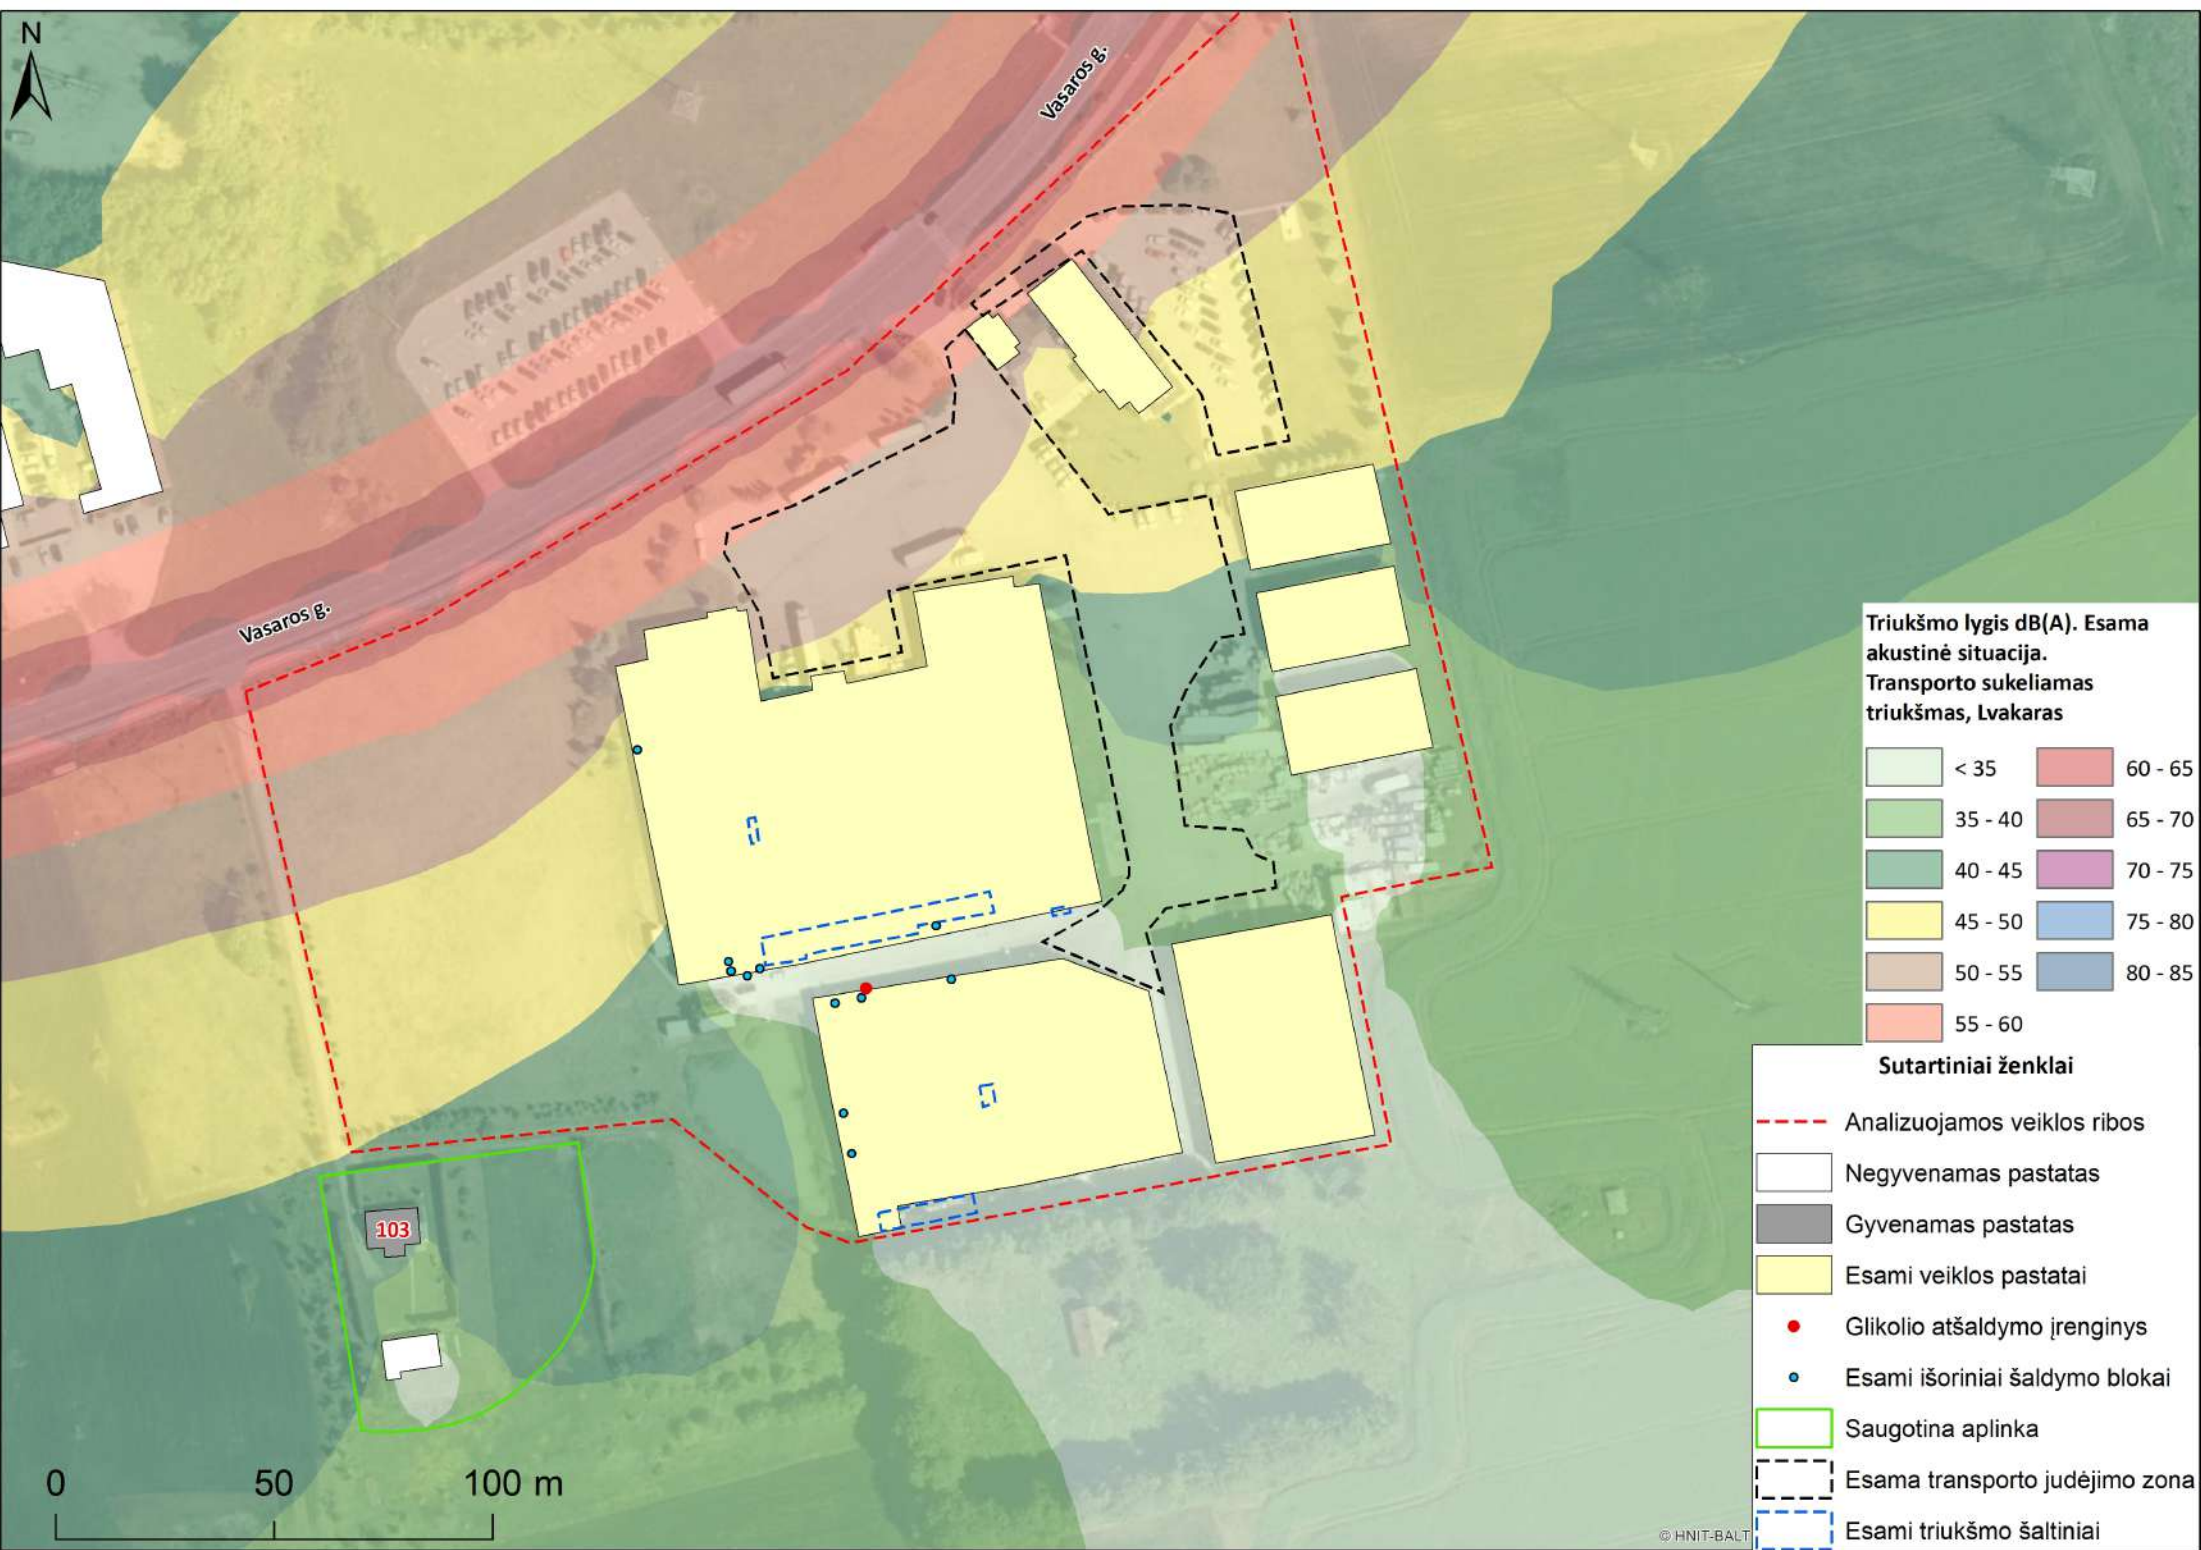 N
Vasaros g.
Vasaros g.
103
0 50 100 m
Triukšmo lygis dB(A). Esama
akustinė situacija.
Transporto sukeliamas
triukšmas, Lvakaras
< 35 60 - 65
35 - 40 65 - 70
40 - 45 70 - 75
45 - 50 75 - 80
50 - 55 80 - 85
55 - 60
Sutartiniai ženklai
Analizuojamos veiklos ribos
Negyvenamas pastatas
Gyvenamas pastatas
Esami veiklos pastatai
Glikolio atšaldymo įrenginys
Esami išoriniai šaldymo blokai
Saugotina aplinka
Esama transporto judėjimo zona
Esami triukšmo šaltiniai
© HNIT-BALT